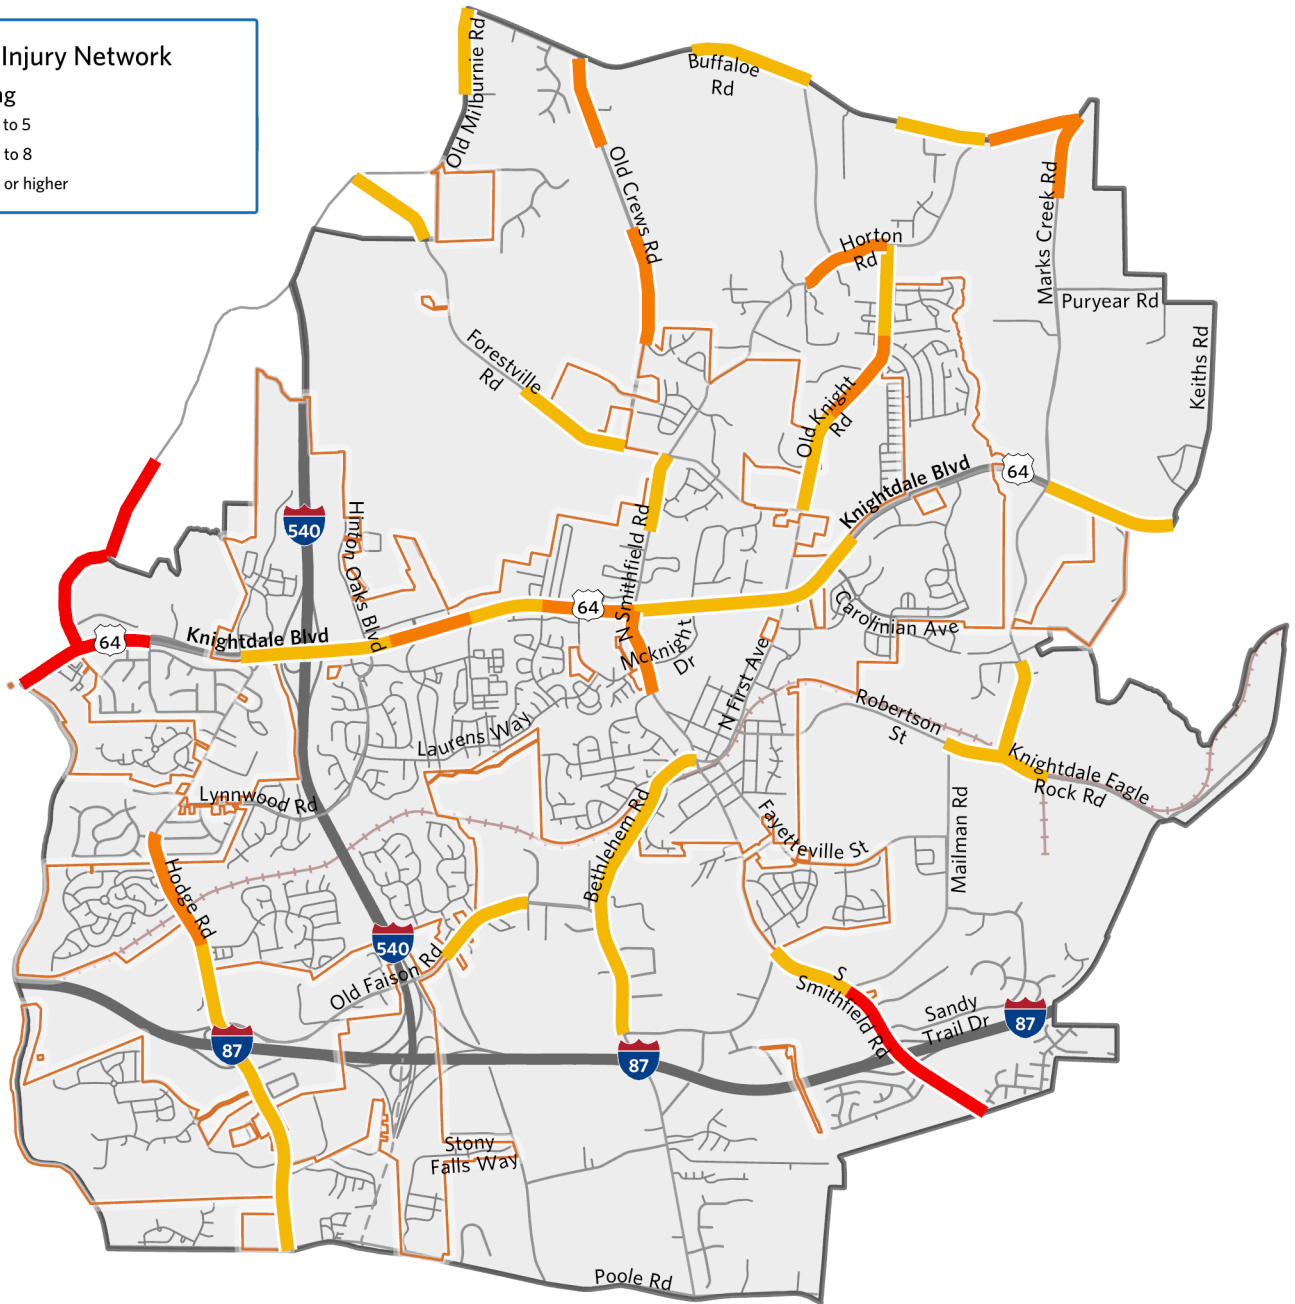 Injury Network
to 5
to 8
or higher
Old Milburnie Rd
Buffaloe
Rd
Old Crews Rd
Horton
Rd
Marks Creek Rd
Puryear Rd
Keiths Rd
Forestville
Rd
Old Knight
Rd
64
Knightdale Blvd
540
Hinton Oaks Blvd
N Smithfield Rd
64
64
Knightdale Blvd
Carolinian Ave
Mcknight
Dr
N First Ave
Laurens Way
Robertson
St
Knightdale Eagle
Rock Rd
Lynnwood Rd
Bethlehem Rd
Fayetteville St
Mailman Rd
Hodge Rd
540
Old Faison Rd
S
Smithfield Rd
Sandy
Trail Dr
87
87
87
Stony
Falls Way
Poole Rd